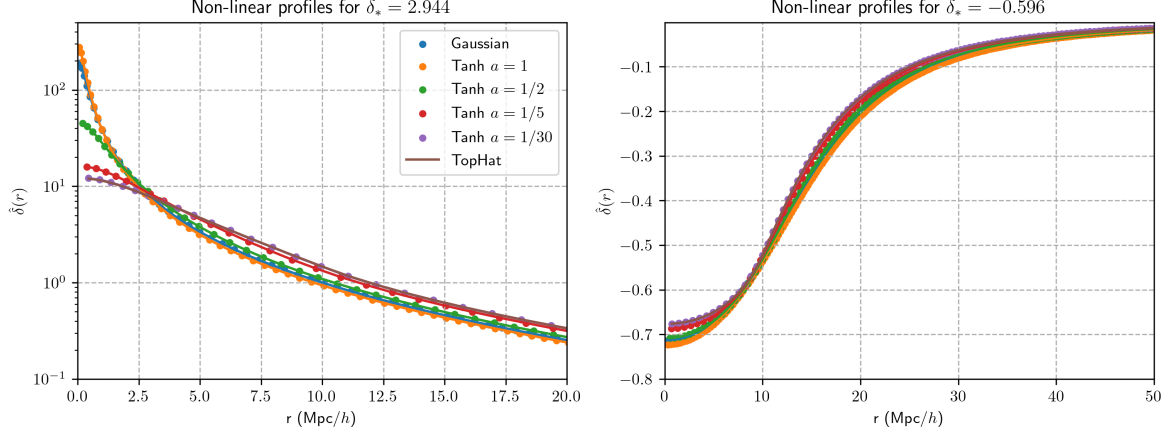 Non-linear profiles for δ* = 2.944
10²
10¹
10⁰
10⁻¹
δ̂(r)
0.0 2.5 5.0 7.5 10.0 12.5 15.0 17.5 20.0
r (Mpc/h)
Gaussian
Tanh a = 1
Tanh a = 1/2
Tanh a = 1/5
Tanh a = 1/30
TopHat
Non-linear profiles for δ* = −0.596
−0.1
−0.2
−0.3
−0.4
−0.5
−0.6
−0.7
−0.8
δ̂(r)
0 10 20 30 40 50
r (Mpc/h)